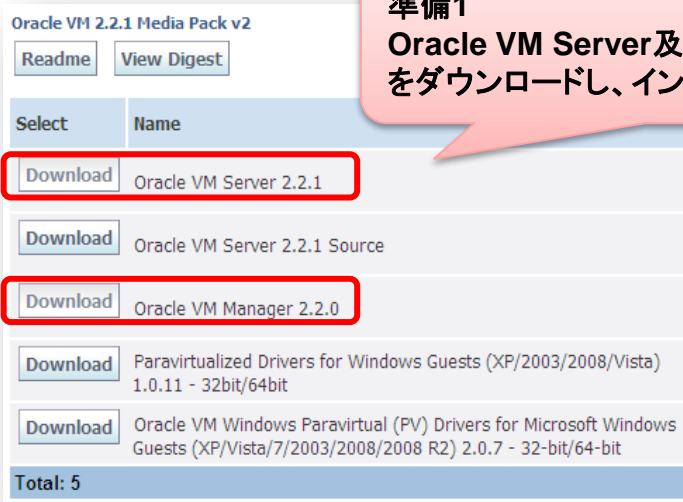 準備1
Oracle VM Server及
をダウンロードし、イン
Oracle VM 2.2.1 Media Pack v2
Readme View Digest
Select Name
Download Oracle VM Server 2.2.1
Download Oracle VM Server 2.2.1 Source
Download Oracle VM Manager 2.2.0
Download Paravirtualized Drivers for Windows Guests (XP/2003/2008/Vista)
1.0.11 - 32bit/64bit
Download Oracle VM Windows Paravirtual (PV) Drivers for Microsoft Windows
Guests (XP/Vista/7/2003/2008/2008 R2) 2.0.7 - 32-bit/64-bit
Total: 5